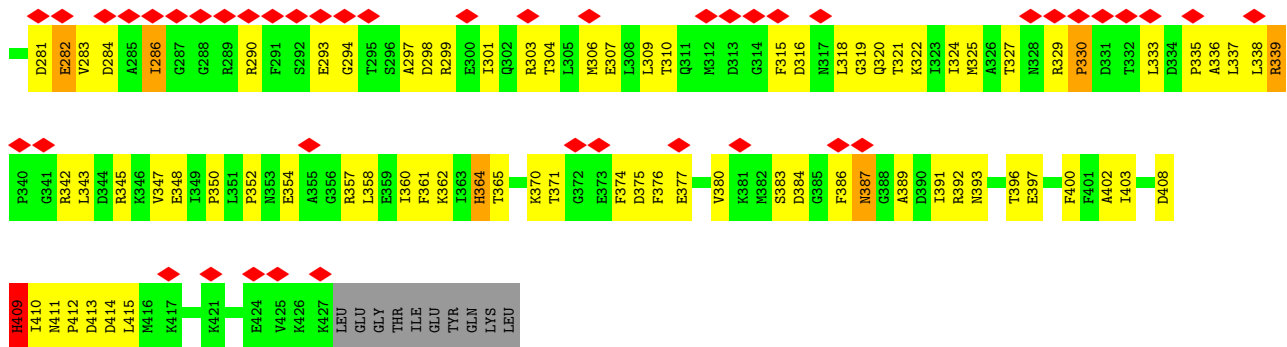 D281 E282 V283 D284 A285 I286 G287 G288 R289 R290 F291 S292 E293 G294 T295 S296 A297 D298 R299 E300 I301 Q302 R303 T304 L305 M306 E307 L308 L309 T310 Q311 M312 D313 G314 F315 D316 N317 L318 G319 Q320 T321 K322 I323 I324 M325 A326 T327 N328 R329 P330 D331 T332 L333 D334 P335 A336 L337 L338 R339
P340 G341 R342 L343 D344 R345 K346 V347 E348 I349 P350 L351 P352 N353 E354 A355 G356 R357 L358 E359 I360 F361 K362 I363 H364 T365 K370 T371 G372 E373 F374 D375 F376 E377 V380 K381 M382 S383 D384 G385 F386 N387 G388 A389 D390 I391 R392 N393 T396 E397 F400 F401 A402 I403 D408
H409 I410 N411 P412 D413 D414 L415 M416 K417 K421 E424 V425 K426 K427 LEU GLU GLY THR ILE GLU TYR GLN LYS LEU